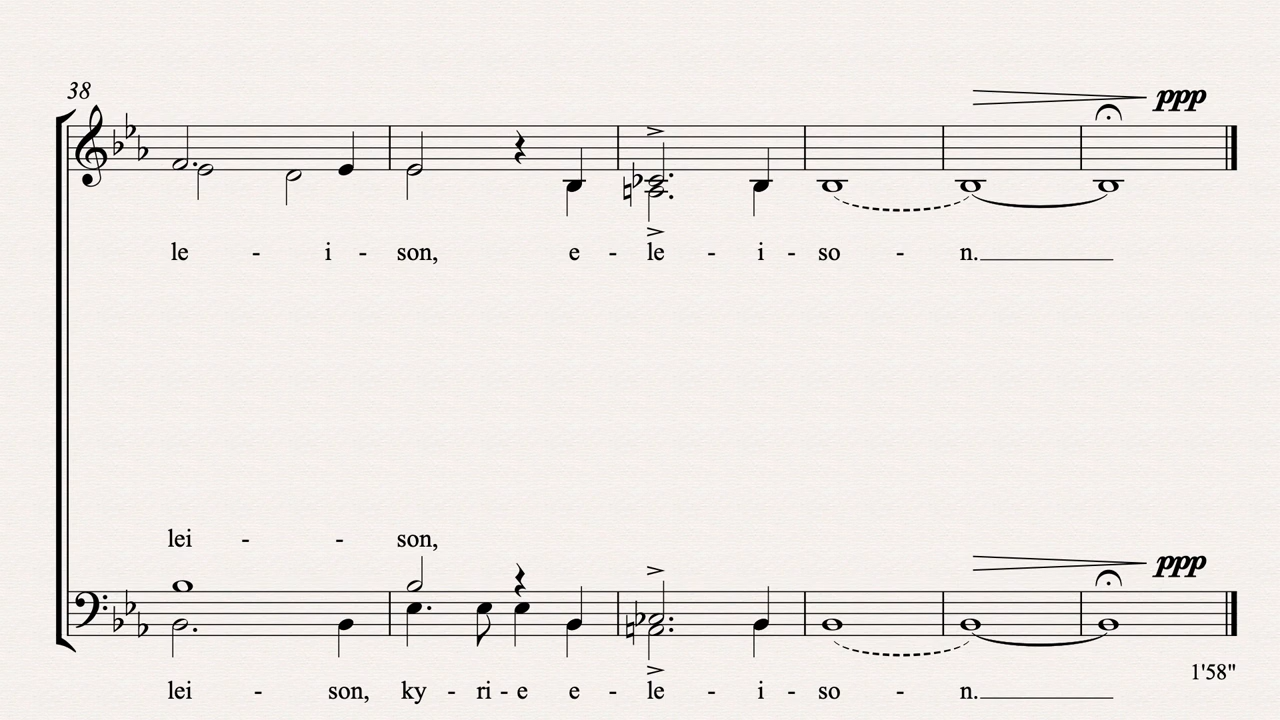 38
ppp
le - i - son, e - le - i - so - n.
lei - - son,
ppp
1'58"
lei - son, ky - ri - e e - le - i - so - n.